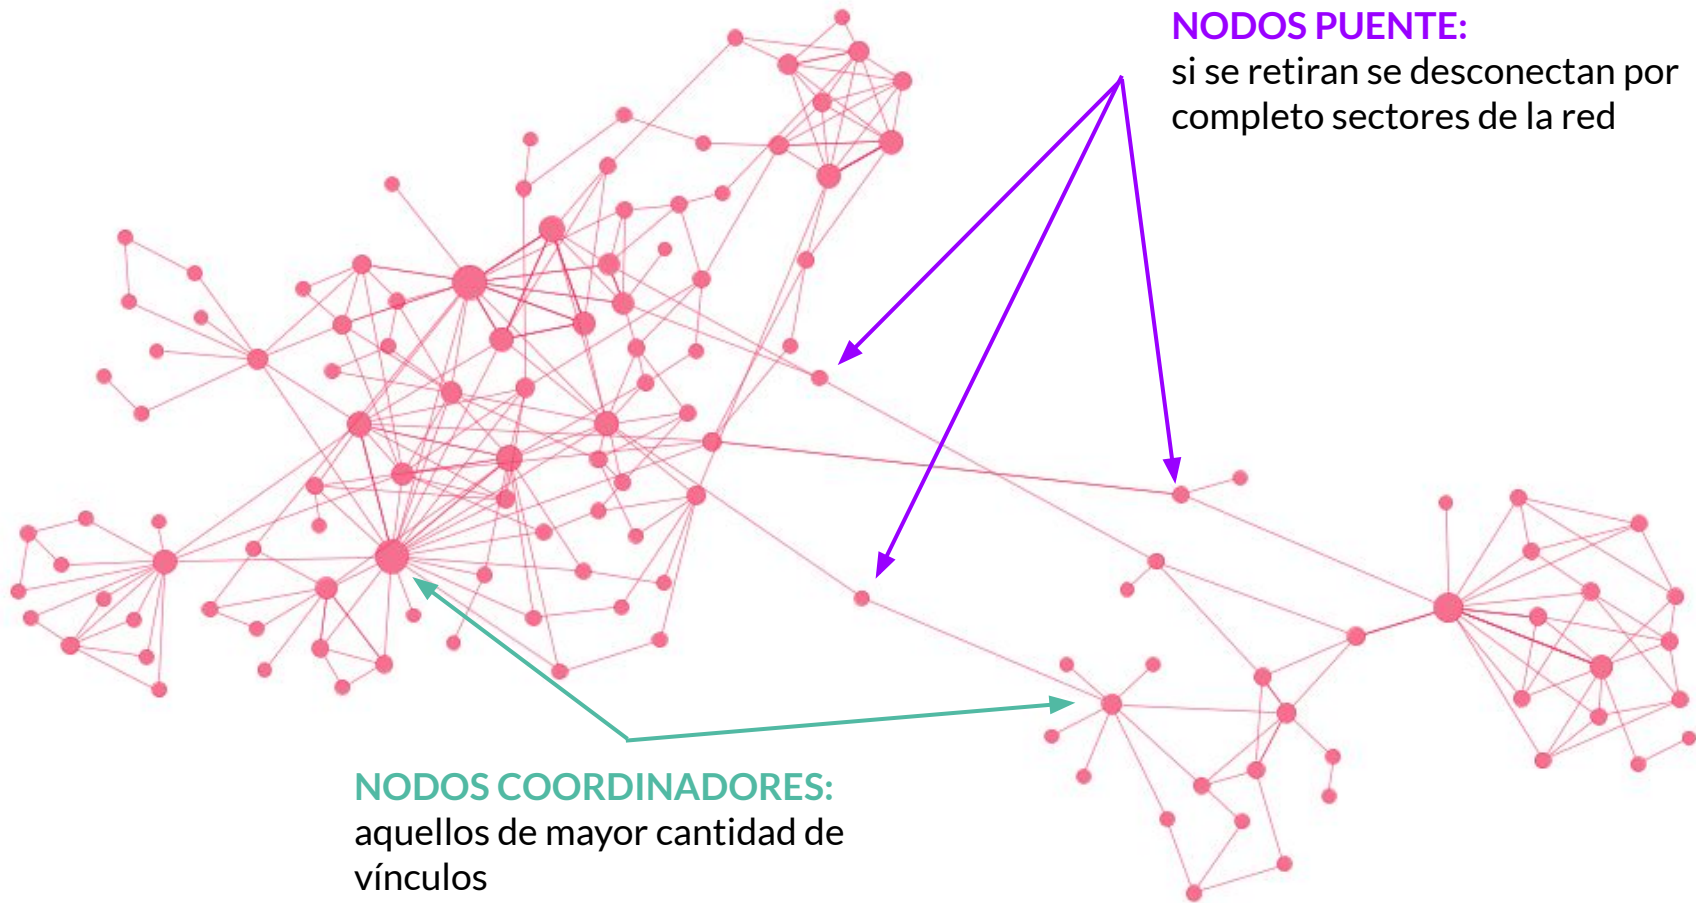 NODOS PUENTE:
si se retiran se desconectan por
completo sectores de la red
NODOS COORDINADORES:
aquellos de mayor cantidad de
vínculos